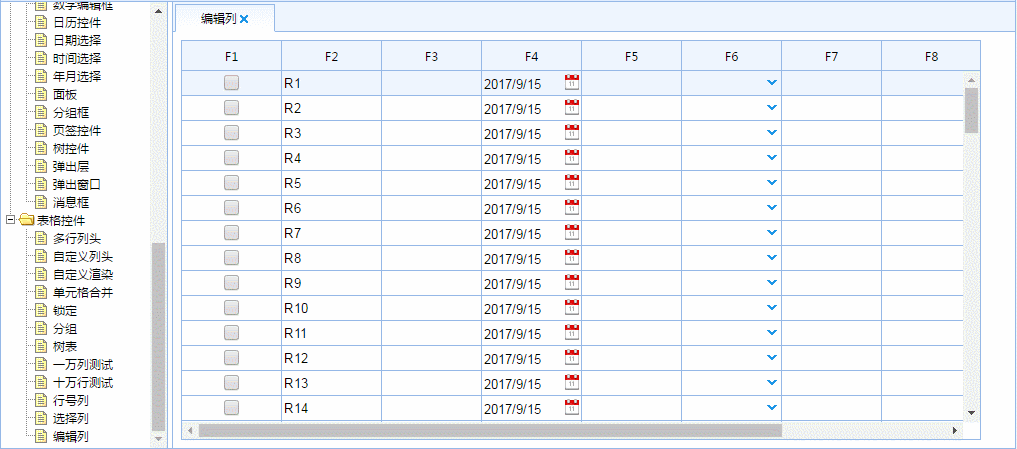 数字编辑框
日历控件
日期选择
时间选择
年月选择
面板
分组框
页签控件
树控件
弹出层
弹出窗口
消息框
表格控件
多行列头
自定义列头
自定义渲染
单元格合并
锁定
分组
树表
一万列测试
十万行测试
行号列
选择列
编辑列
编辑列
F1 F2 F3 F4 F5 F6 F7 F8
R1 2017/9/15
R2 2017/9/15
R3 2017/9/15
R4 2017/9/15
R5 2017/9/15
R6 2017/9/15
R7 2017/9/15
R8 2017/9/15
R9 2017/9/15
R10 2017/9/15
R11 2017/9/15
R12 2017/9/15
R13 2017/9/15
R14 2017/9/15